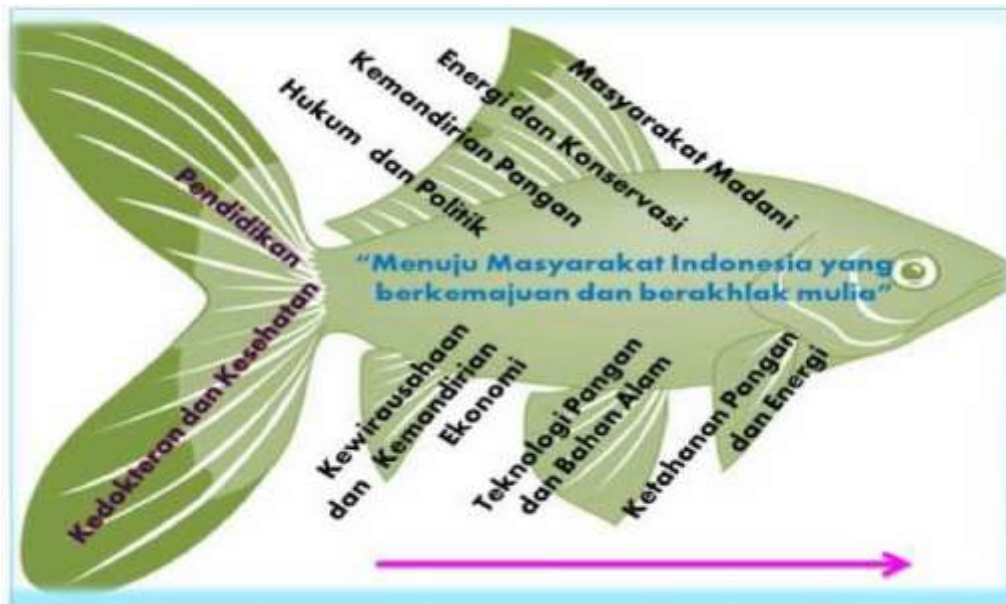 Masyarakat Madani
Energi dan Konservasi
Kemandirian Pangan
Hukum dan Politik
Pendidikan
Kedokteran dan Kesehatan
“Menuju Masyarakat Indonesia yang
berkemajuan dan berakhlak mulia”
Kewirausahaan
dan Kemandirian
Ekonomi
Teknologi Pangan
dan Bahan Alam
Ketahanan Pangan
dan Energi